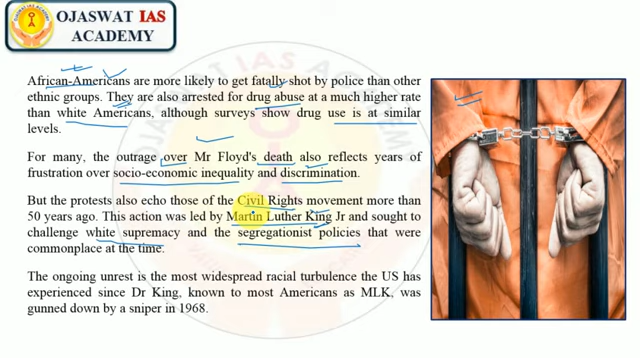 OJASWAT IAS
ACADEMY
African-Americans are more likely to get fatally shot by police than other
ethnic groups. They are also arrested for drug abuse at a much higher rate
than white Americans, although surveys show drug use is at similar
levels.
For many, the outrage over Mr Floyd's death also reflects years of
frustration over socio-economic inequality and discrimination.
But the protests also echo those of the Civil Rights movement more than
50 years ago. This action was led by Martin Luther King Jr and sought to
challenge white supremacy and the segregationist policies that were
commonplace at the time.
The ongoing unrest is the most widespread racial turbulence the US has
experienced since Dr King, known to most Americans as MLK, was
gunned down by a sniper in 1968.